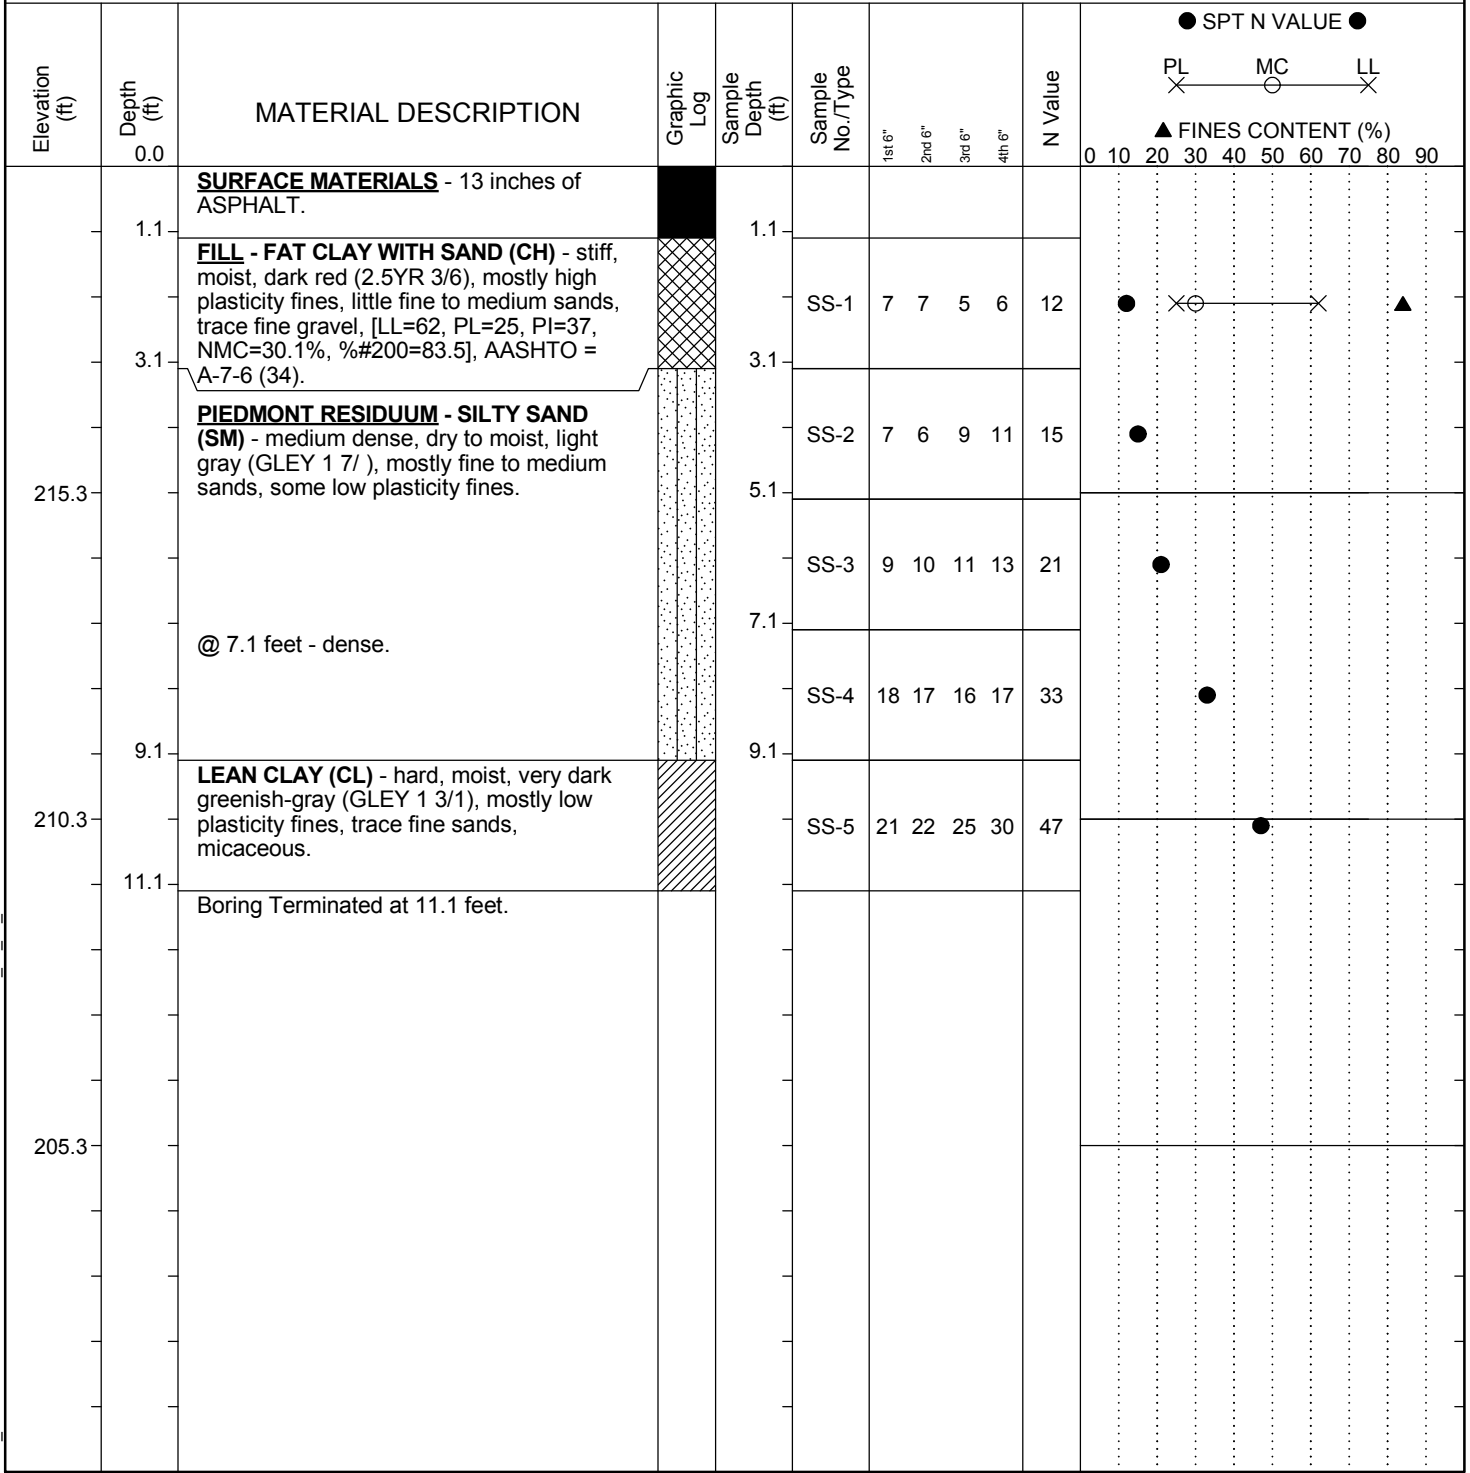 ● SPT N VALUE ●
PL MC LL
▲ FINES CONTENT (%)
0 10 20 30 40 50 60 70 80 90
Elevation
(ft)
Depth
(ft)
0.0
MATERIAL DESCRIPTION
Graphic
Log
Sample
Depth
(ft)
Sample
No./Type
1st 6"
2nd 6"
3rd 6"
4th 6"
N Value
SURFACE MATERIALS - 13 inches of
ASPHALT.
1.1 1.1
FILL - FAT CLAY WITH SAND (CH) - stiff,
moist, dark red (2.5YR 3/6), mostly high
plasticity fines, little fine to medium sands,
trace fine gravel, [LL=62, PL=25, PI=37,
NMC=30.1%, %#200=83.5], AASHTO =
A-7-6 (34).
SS-1 7 7 5 6 12
3.1 3.1
PIEDMONT RESIDUUM - SILTY SAND
(SM) - medium dense, dry to moist, light
gray (GLEY 1 7/ ), mostly fine to medium
sands, some low plasticity fines.
SS-2 7 6 9 11 15
215.3 5.1
SS-3 9 10 11 13 21
7.1
@ 7.1 feet - dense.
SS-4 18 17 16 17 33
9.1 9.1
LEAN CLAY (CL) - hard, moist, very dark
greenish-gray (GLEY 1 3/1), mostly low
plasticity fines, trace fine sands,
micaceous.
210.3 SS-5 21 22 25 30 47
11.1
Boring Terminated at 11.1 feet.
205.3